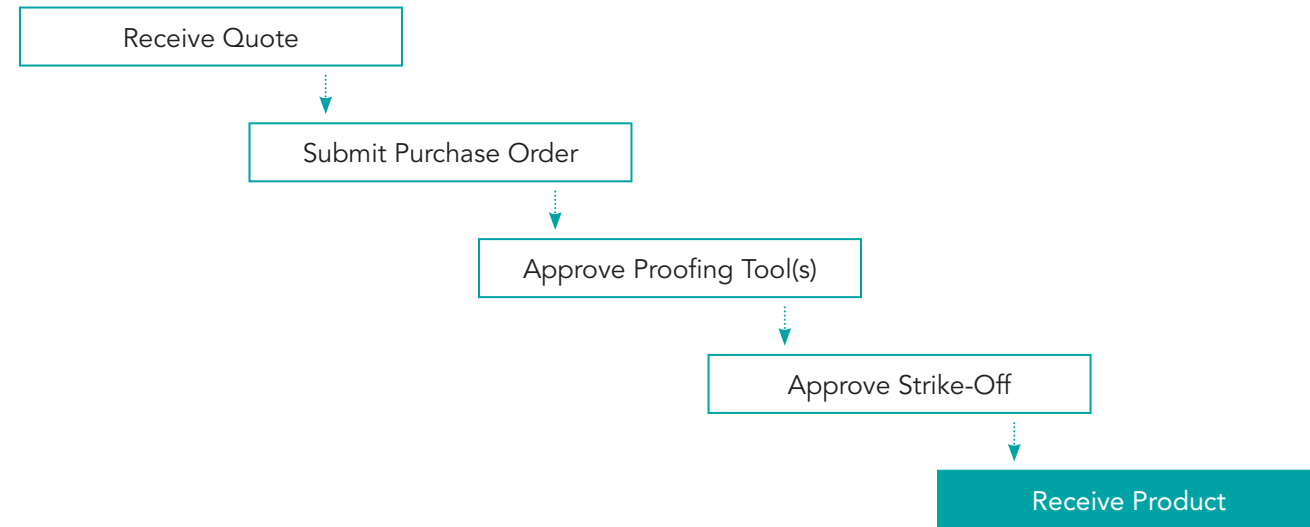 Receive Quote
Submit Purchase Order
Approve Proofing Tool(s)
Approve Strike-Off
Receive Product